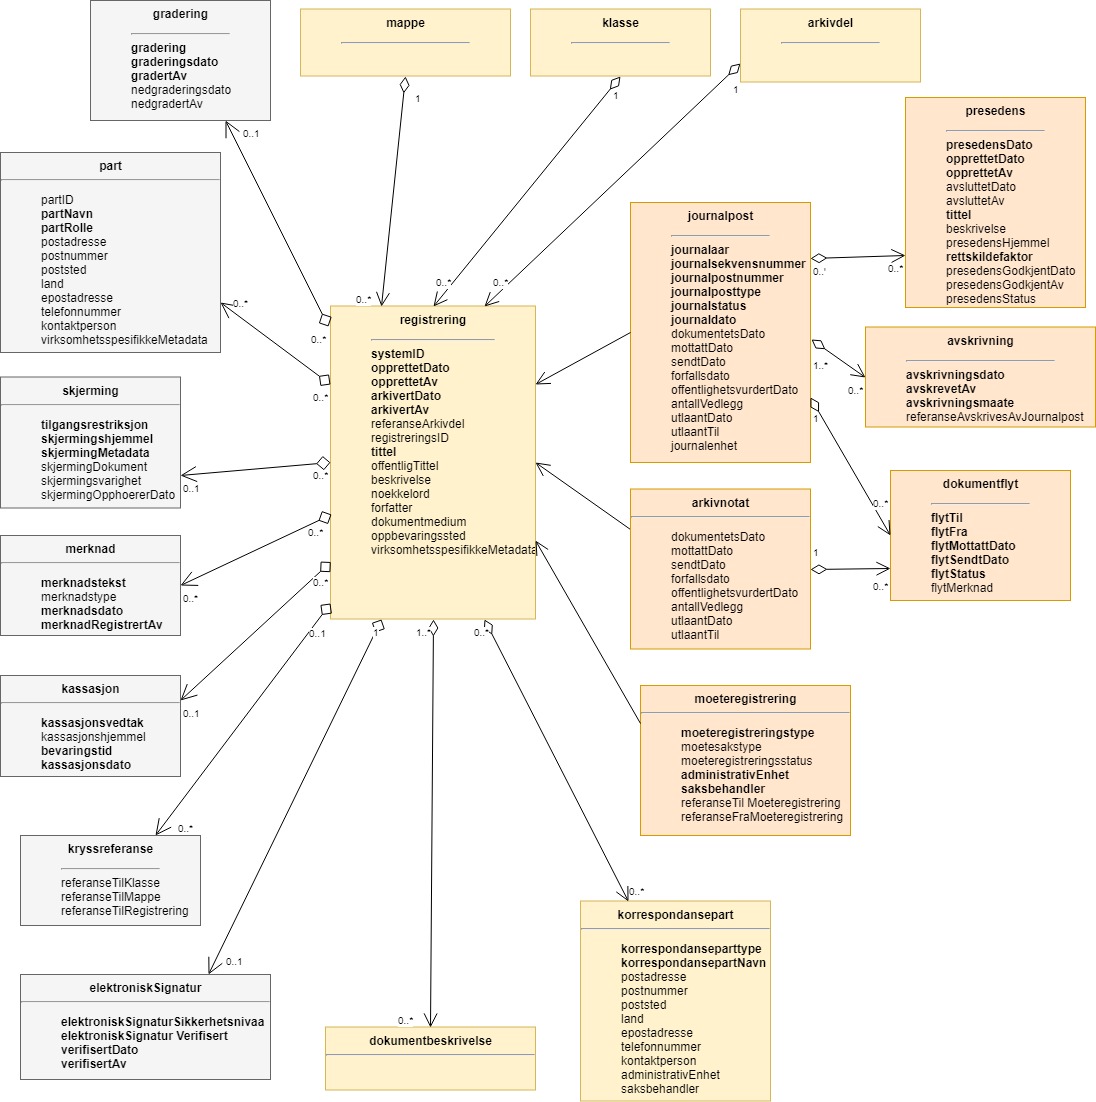 gradering
gradering
graderingsdato
gradertAv
nedgraderingsdato
nedgradertAv
0..1
mappe
1
klasse
1
arkivdel
1
part
partID
partNavn
partRolle
postadresse
postnummer
poststed
land
epostadresse
telefonnummer
kontaktperson
virksomhetsspesifikkeMetadata
0..*
presedens
presedensDato
opprettetDato
opprettetAv
avsluttetDato
avsluttetAv
tittel
beskrivelse
presedensHjemmel
rettskildefaktor
presedensGodkjentDato
presedensGodkjentAv
presedensStatus
journalpost
journalaar
journalsekvensnummer
journalpostnummer
journalposttype
journalstatus
journaldato
dokumentetsDato
mottattDato
sendtDato
forfallsdato
offentlighetsvurdertDato
antallVedlegg
utlaantDato
utlaantTil
journalenhet
0..*
0..*
1..*
0..*
1
0..*
avskrivning
avskrivningsdato
avskrevetAv
avskrivningsmaate
referanseAvskrivesAvJournalpost
registrering
systemID
opprettetDato
opprettetAv
arkivertDato
arkivertAv
referanseArkivdel
registreringsID
tittel
offentligTittel
beskrivelse
noekkelord
forfatter
dokumentmedium
oppbevaringssted
virksomhetsspesifikkeMetadata
0..*
0..*
0..*
0..*
0..*
0..*
0..*
0..*
0..1
1
1..*
0..*
skjerming
tilgangsrestriksjon
skjermingshjemmel
skjermingMetadata
skjermingDokument
skjermingsvarighet
skjermingOpphoererDato
0..1
merknad
merknadstekst
merknadstype
merknadsdato
merknadRegistrertAv
0..*
arkivnotat
dokumentetsDato
mottattDato
sendtDato
forfallsdato
offentlighetsvurdertDato
antallVedlegg
utlaantDato
utlaantTil
1
0..*
dokumentflyt
flytTil
flytFra
flytMottattDato
flytSendtDato
flytStatus
flytMerknad
kassasjon
kassasjonsvedtak
kassasjonshjemmel
bevaringstid
kassasjonsdato
0..1
moeteregistrering
moeteregistreringstype
moetesakstype
moeteregistreringsstatus
administrativEnhet
saksbehandler
referanseTil Moeteregistrering
referanseFraMoeteregistrering
kryssreferanse
referanseTilKlasse
referanseTilMappe
referanseTilRegistrering
0..*
elektroniskSignatur
elektroniskSignaturSikkerhetsnivaa
elektroniskSignatur Verifisert
verifisertDato
verifisertAv
0..1
dokumentbeskrivelse
0..*
korrespondansepart
korrespondanseparttype
korrespondansepartNavn
postadresse
postnummer
poststed
land
epostadresse
telefonnummer
kontaktperson
administrativEnhet
saksbehandler
0..*